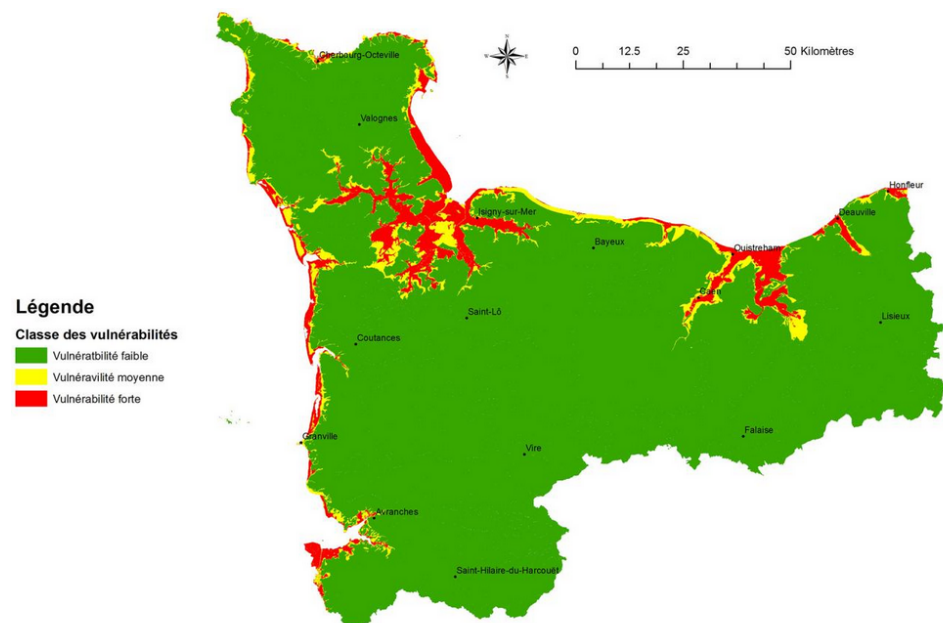 N
W E
S
0 12.5 25 50 Kilomètres
Cherbourg-Octeville
Valognes
Honfleur
Deauville
Isigny-sur-Mer
Bayeux
Ouistreham
Caen
Légende
Classe des vulnérabilités
Vulnératbilité faible
Vulnéravilité moyenne
Vulnérabilité forte
Saint-Lô
Lisieux
Coutances
Granville
Falaise
Vire
Avranches
Saint-Hilaire-du-Harcouët